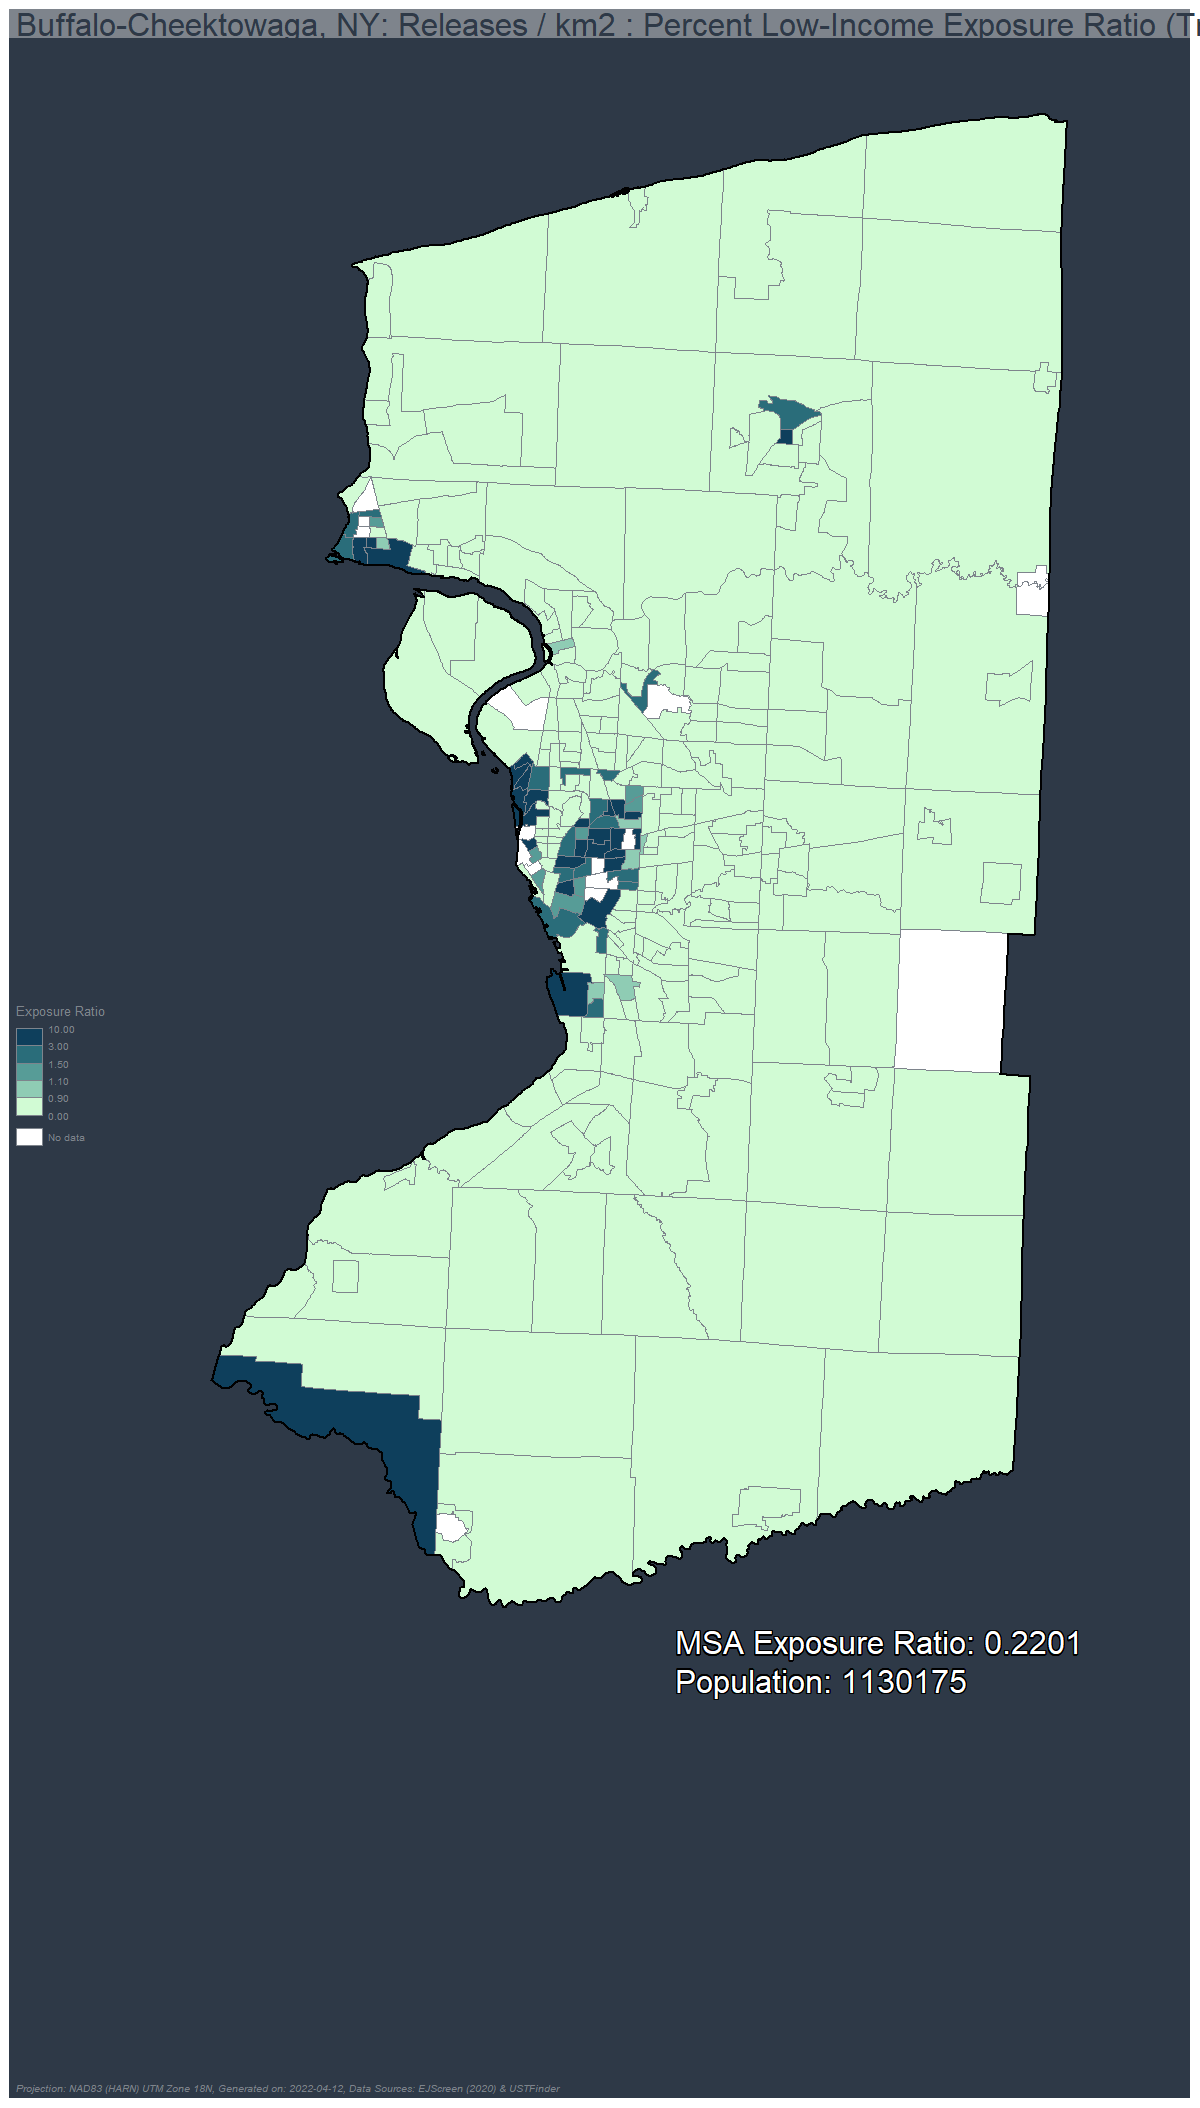 Buffalo-Cheektowaga, NY: Releases / km2 : Percent Low-Income Exposure Ratio (Tr
Exposure Ratio
10.00
3.00
1.50
1.10
0.90
0.00
No data
MSA Exposure Ratio: 0.2201
Population: 1130175
Projection: NAD83 (HARN) UTM Zone 18N, Generated on: 2022-04-12, Data Sources: EJScreen (2020) & USTFinder